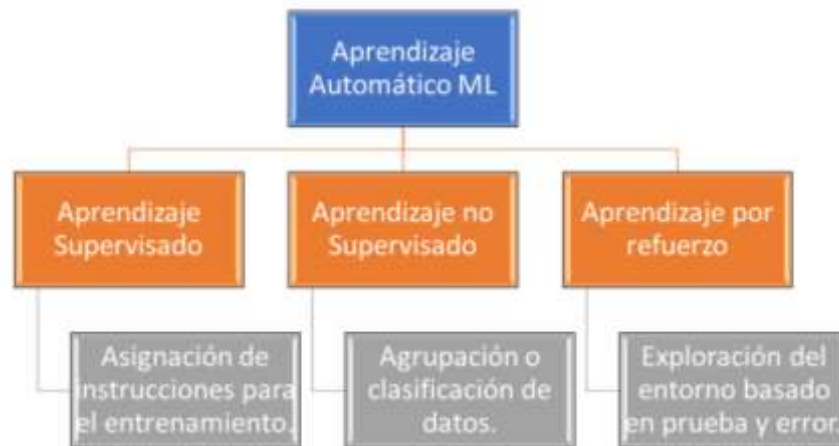 Aprendizaje
Automático ML
Aprendizaje
Supervisado
Aprendizaje no
Supervisado
Aprendizaje por
refuerzo
Asignación de
instrucciones para
el entrenamiento.
Agrupación o
clasificación de
datos.
Exploración del
entorno basado
en prueba y error